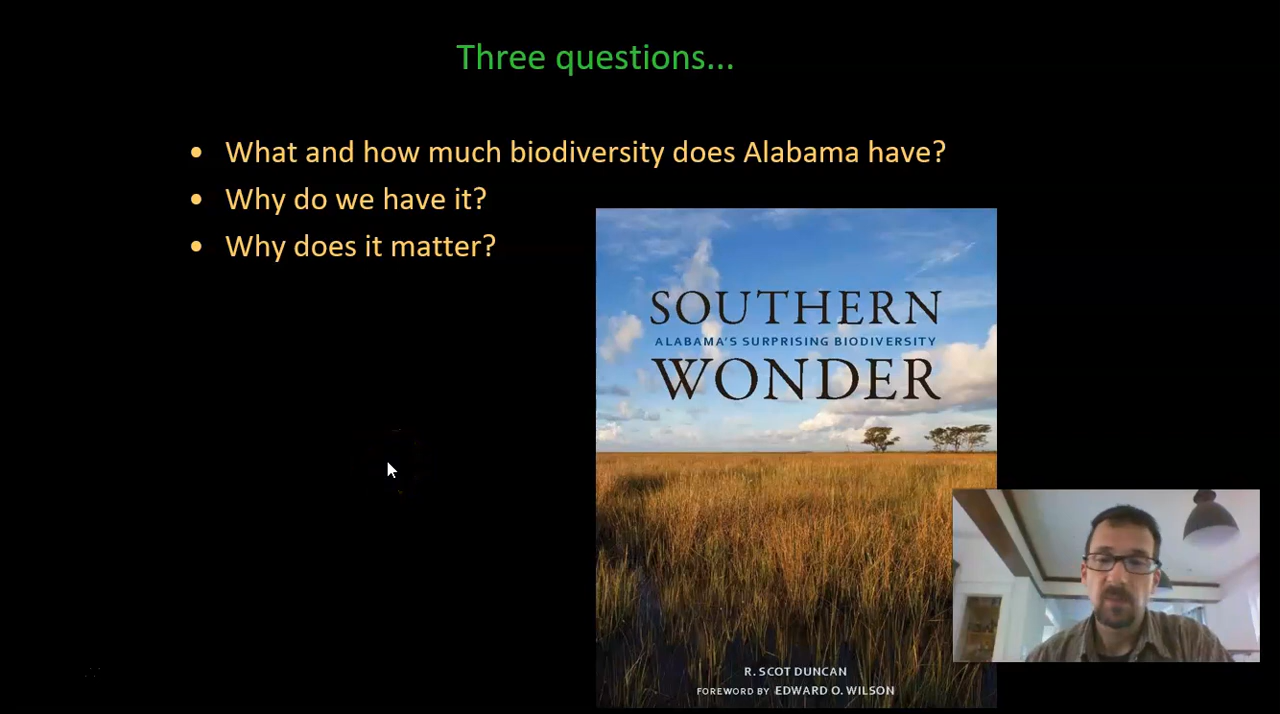 Three questions...
• What and how much biodiversity does Alabama have?
• Why do we have it?
• Why does it matter?
SOUTHERN
ALABAMA'S SURPRISING BIODIVERSITY
WONDER
R. SCOT DUNCAN
FOREWORD BY EDWARD O. WILSON